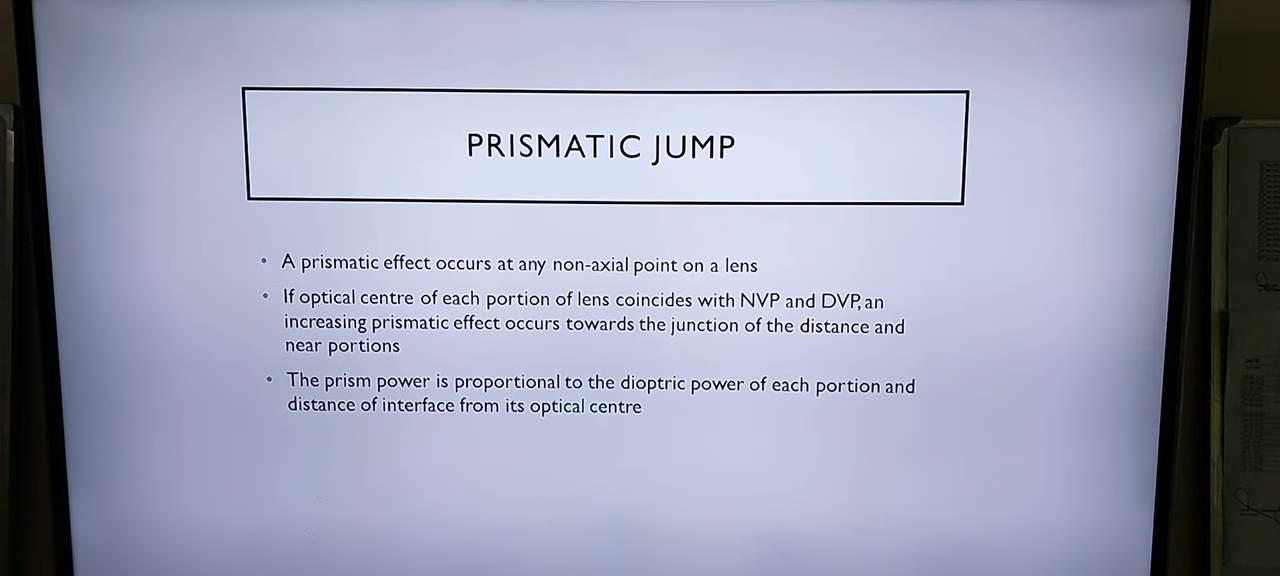 PRISMATIC JUMP
• A prismatic effect occurs at any non-axial point on a lens
• If optical centre of each portion of lens coincides with NVP and DVP, an
increasing prismatic effect occurs towards the junction of the distance and
near portions
• The prism power is proportional to the dioptric power of each portion and
distance of interface from its optical centre